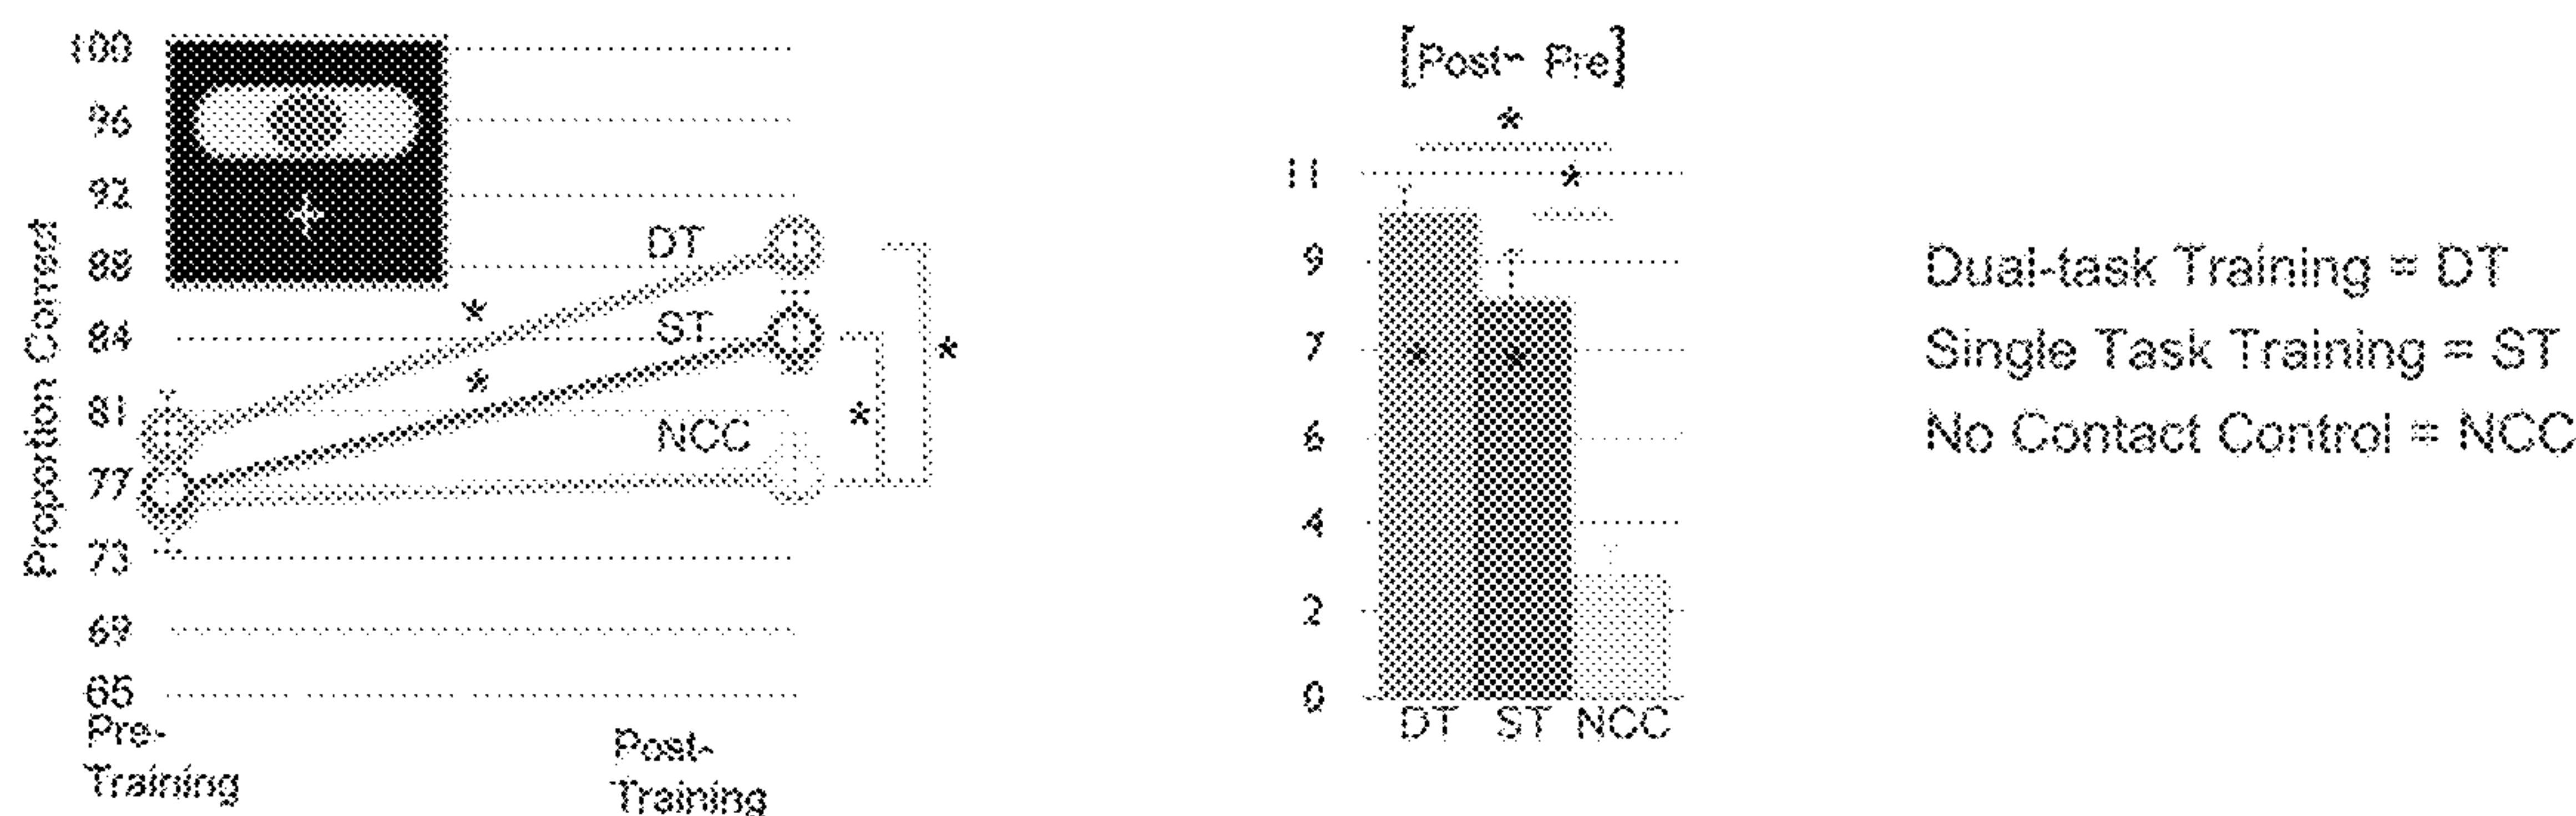 Proportion Correct
100
96
92
88
84
81
77
73
69
65
DT
ST
NCC
*
*
*
*
Pre-
Training
Post-
Training
[Post- Pre]
*
*
11
9
7
6
4
2
0
*
*
DT ST NCC
Dual-task Training = DT
Single Task Training = ST
No Contact Control = NCC